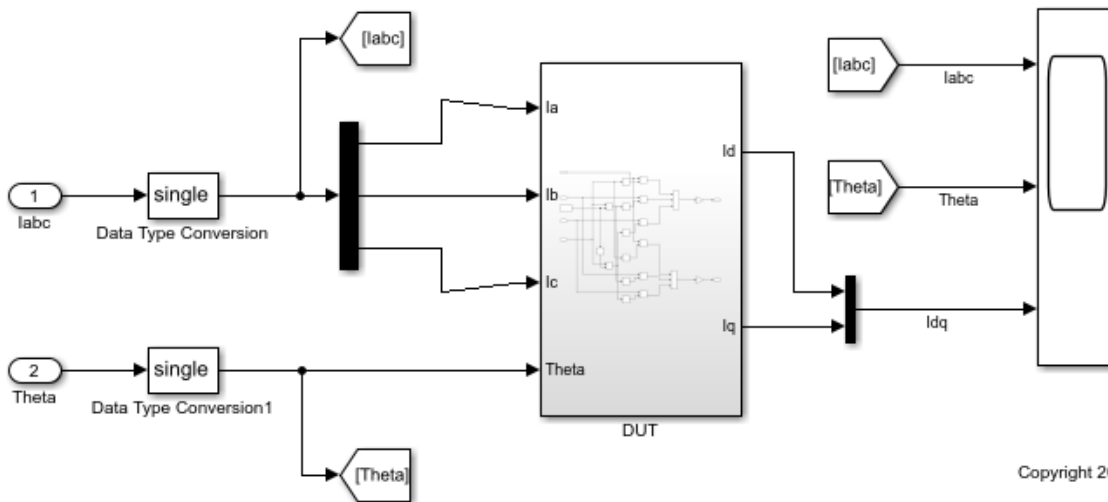 [Iabc]
[Iabc]
Iabc
Ia
Id
single
1
Iabc
Data Type Conversion
Ib
[Theta]
Theta
Ic
Iq
Idq
single
2
Theta
Data Type Conversion1
Theta
DUT
[Theta]
Copyright 20